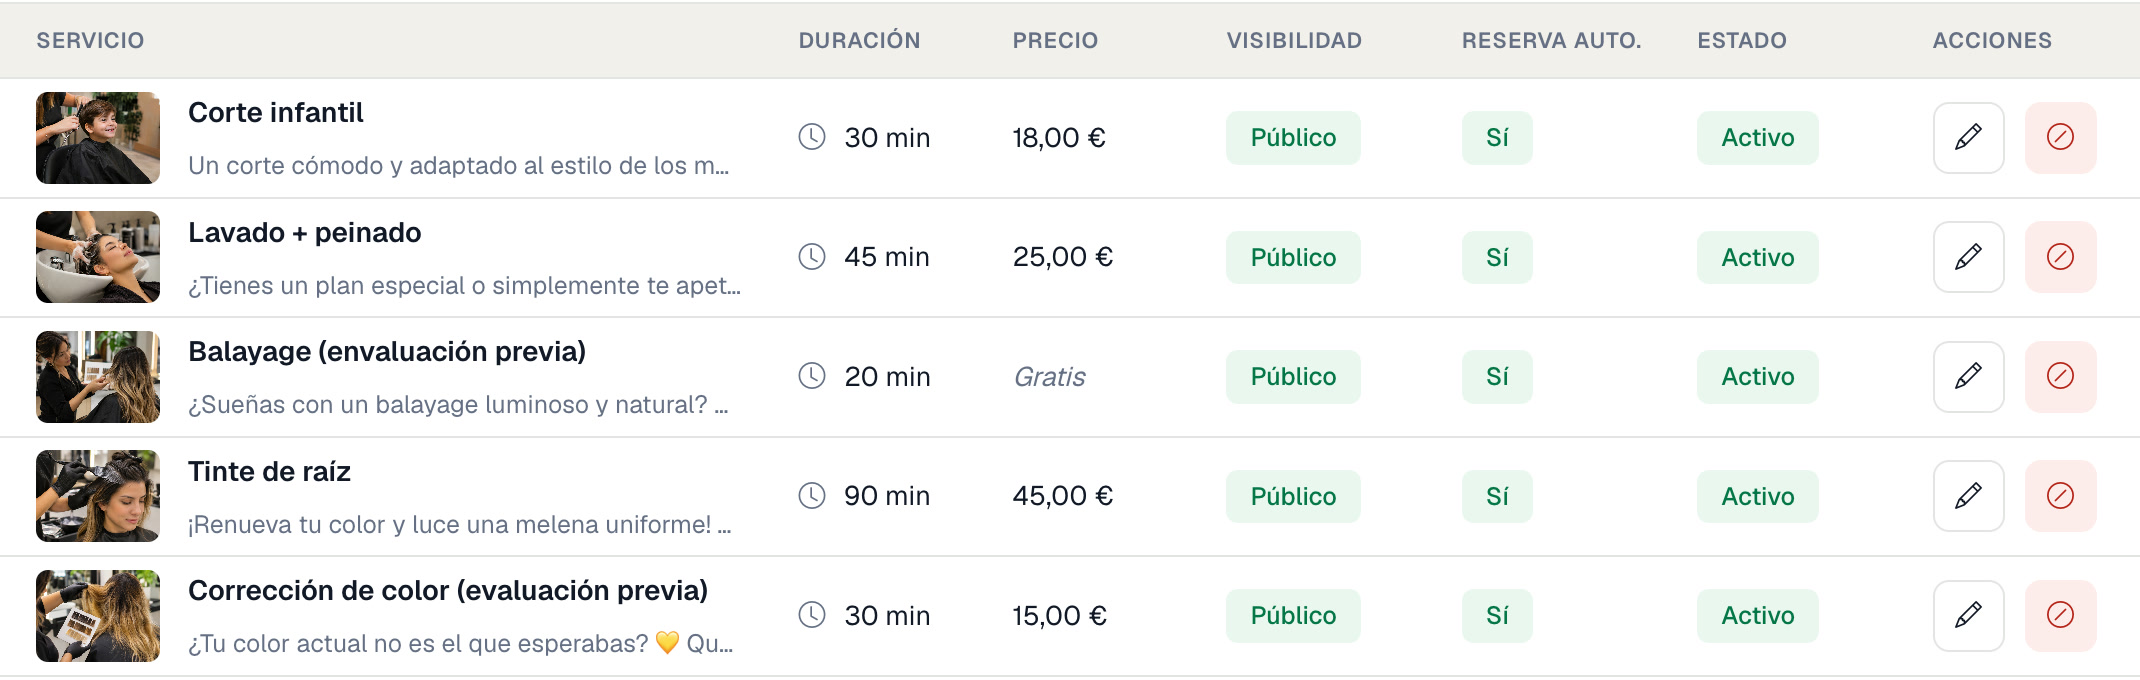 SERVICIO DURACIÓN PRECIO VISIBILIDAD RESERVA AUTO. ESTADO ACCIONES
Corte infantil
Un corte cómodo y adaptado al estilo de los m...
30 min 18,00 € Público Sí Activo
Lavado + peinado
¿Tienes un plan especial o simplemente te apet...
45 min 25,00 € Público Sí Activo
Balayage (envaluación previa)
¿Sueñas con un balayage luminoso y natural? ...
20 min Gratis Público Sí Activo
Tinte de raíz
¡Renueva tu color y luce una melena uniforme! ...
90 min 45,00 € Público Sí Activo
Corrección de color (evaluación previa)
¿Tu color actual no es el que esperabas? 💛 Qu...
30 min 15,00 € Público Sí Activo